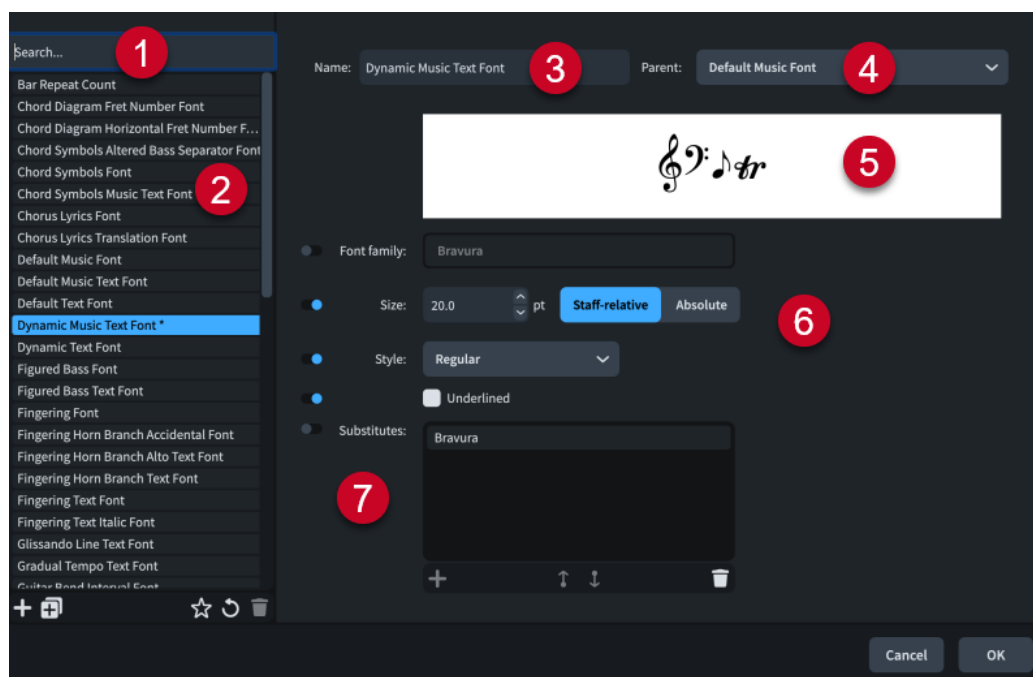 Search...
1
Bar Repeat Count
Chord Diagram Fret Number Font
Chord Diagram Horizontal Fret Number F...
Chord Symbols Altered Bass Separator Font
Chord Symbols Font
Chord Symbols Music Text Font
2
Chorus Lyrics Font
Chorus Lyrics Translation Font
Default Music Font
Default Music Text Font
Default Text Font
Dynamic Music Text Font *
Dynamic Text Font
Figured Bass Font
Figured Bass Text Font
Fingering Font
Fingering Horn Branch Accidental Font
Fingering Horn Branch Alto Text Font
Fingering Horn Branch Text Font
Fingering Text Font
Fingering Text Italic Font
Glissando Line Text Font
Gradual Tempo Text Font
Guitar Bend Interval Font
Name: Dynamic Music Text Font 3
Parent: Default Music Font 4
tr
5
Font family: Bravura
Size: 20.0 pt Staff-relative Absolute
6
Style: Regular
Underlined
Substitutes: Bravura
7
Cancel OK